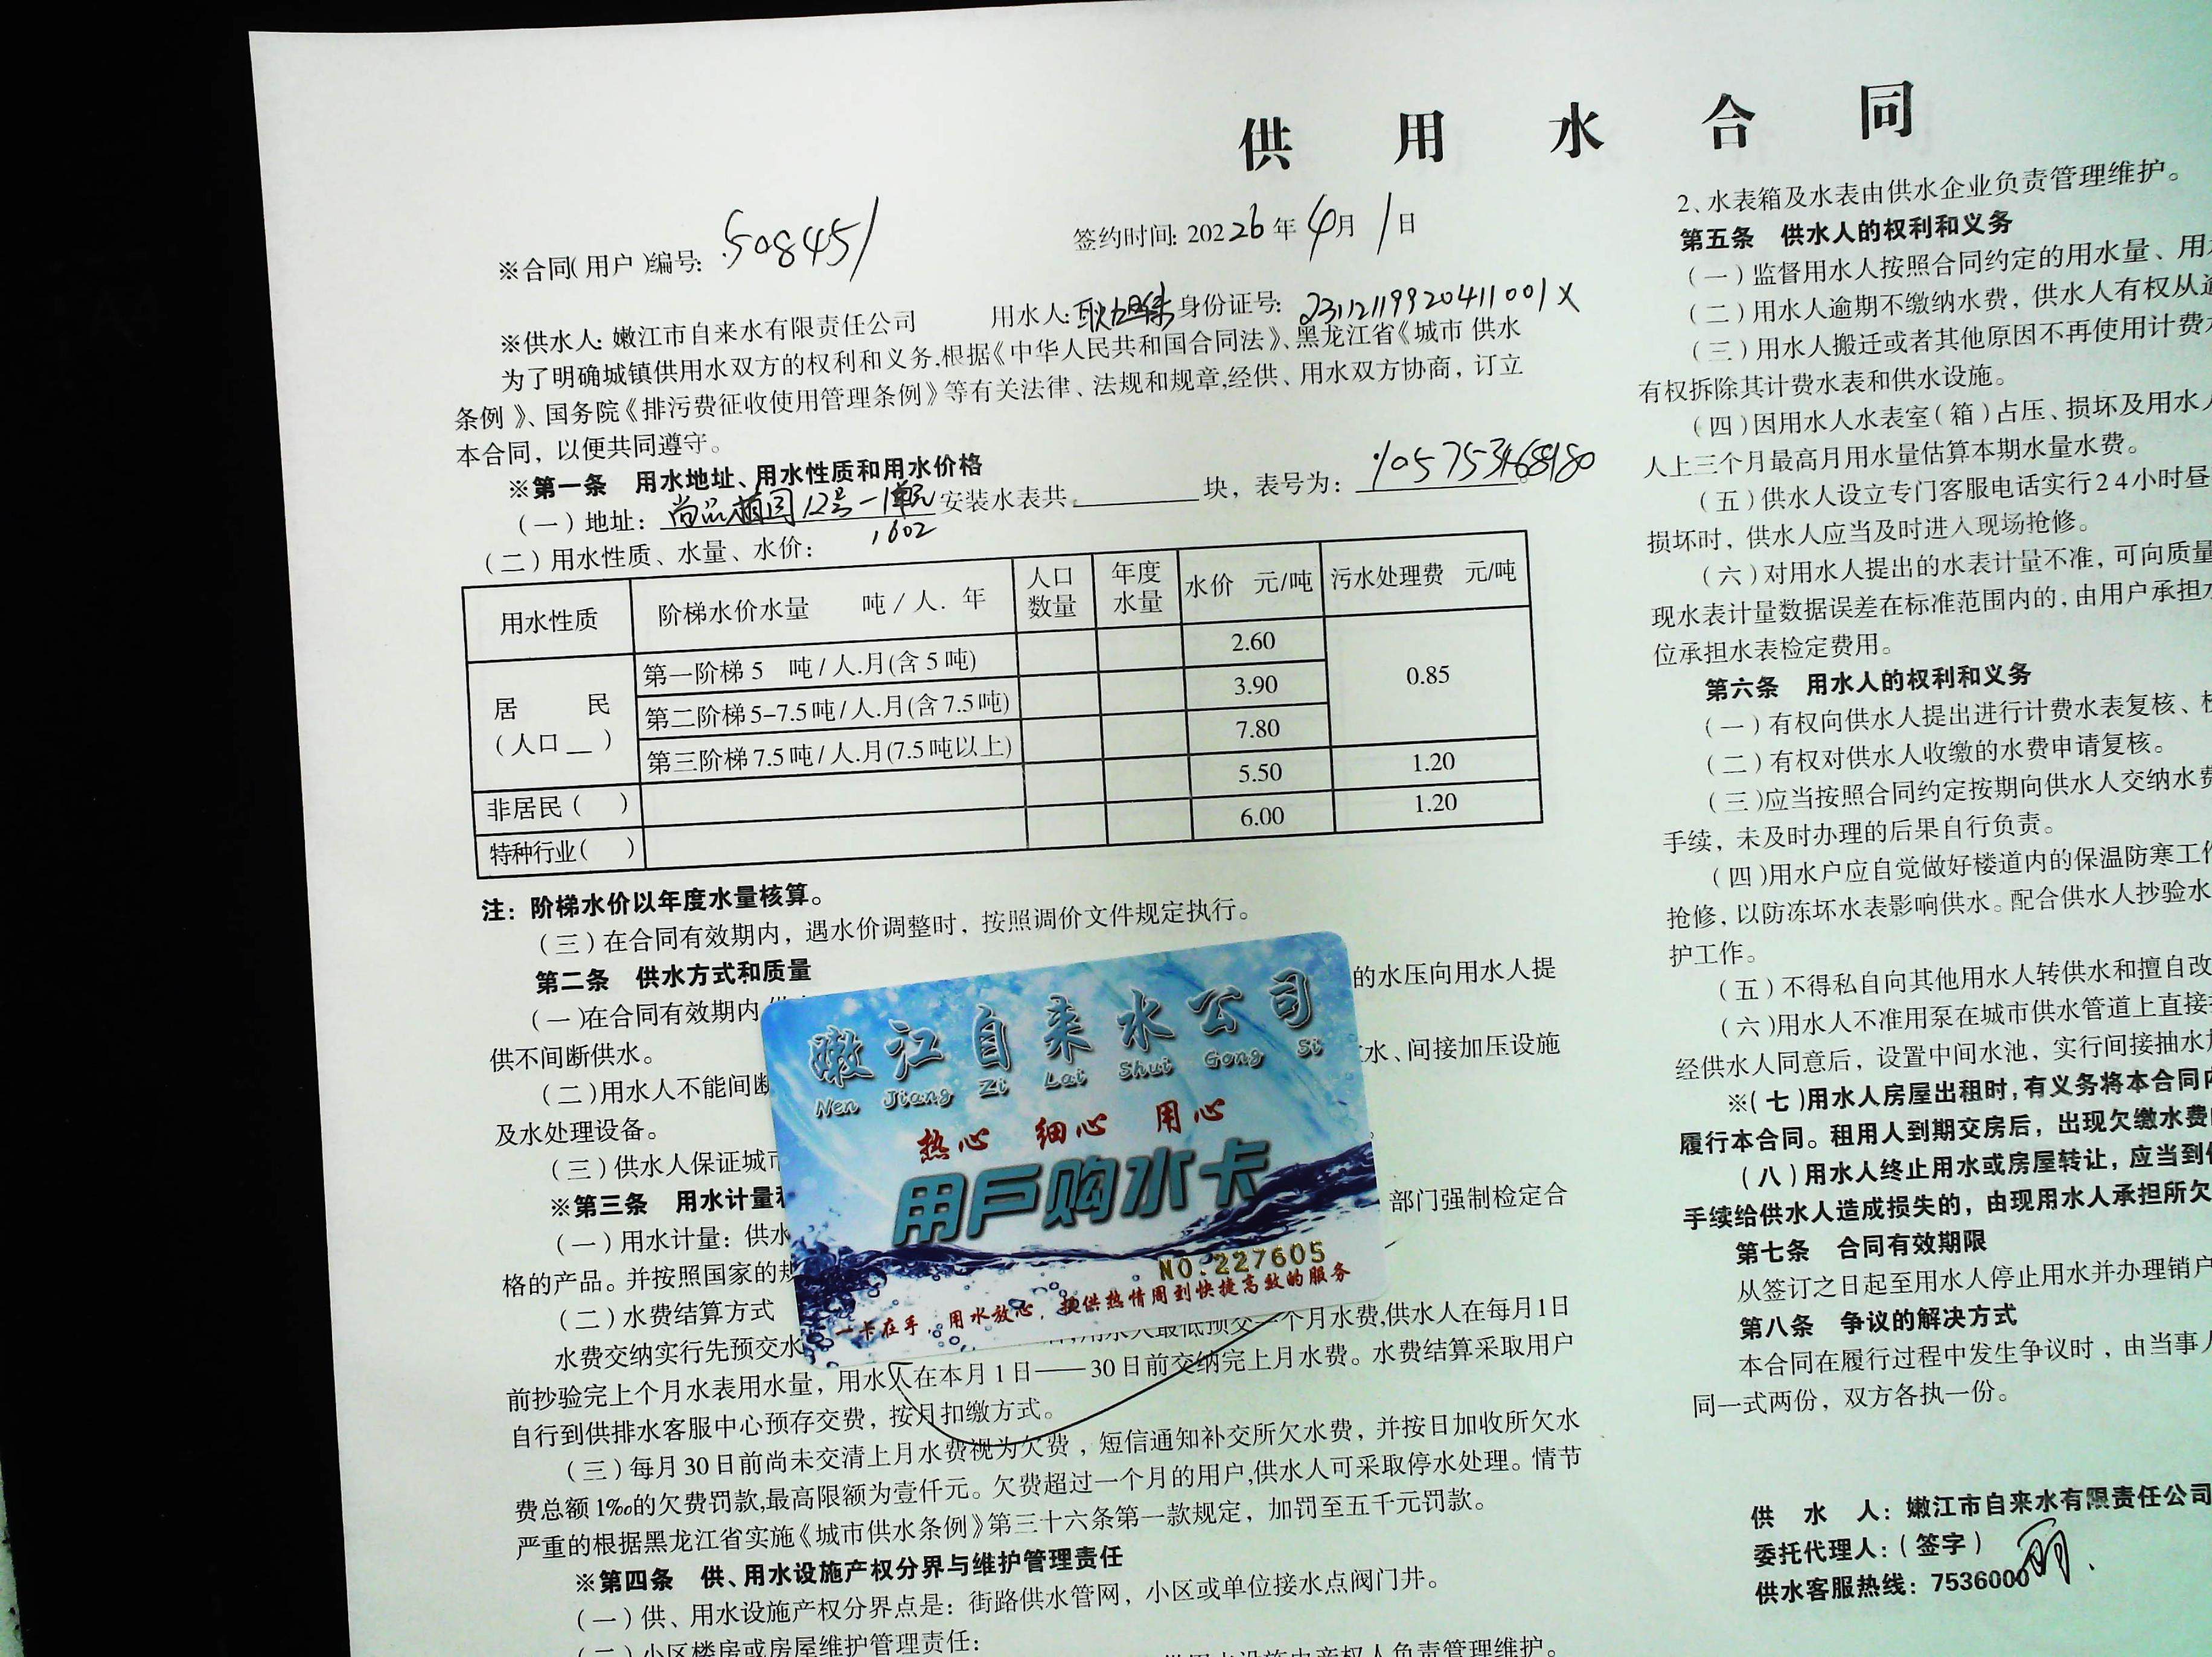 供用水合同
※合同(用户)编号: 508451
签约时间: 20226年4月1日
※供水人: 嫩江市自来水有限责任公司
用水人: 身份证号: 23112119920411001X
为了明确城镇供用水双方的权利和义务,根据《中华人民共和国合同法》、黑龙江省《城市 供水
条例》、国务院《排污费征收使用管理条例》等有关法律、法规和规章,经供、用水双方协商，订立
本合同，以便共同遵守。
※第一条 用水地址、用水性质和用水价格
(一)地址: 尚品 12号一单元 安装水表共 块，表号为:
1602
(二)用水性质、水量、水价:
用水性质 阶梯水价水量 吨/人. 年 人口数量 年度水量 水价 元/吨 污水处理费 元/吨
居 民
(人口 )
第一阶梯 5 吨/人.月(含5吨) 2.60
第二阶梯 5-7.5吨/人.月(含7.5吨) 3.90 0.85
第三阶梯 7.5吨/人.月(7.5吨以上) 7.80
非居民( ) 5.50 1.20
特种行业( ) 6.00 1.20
注: 阶梯水价以年度水量核算。
(三)在合同有效期内，遇水价调整时，按照调价文件规定执行。
第二条 供水方式和质量
(一)在合同有效期内
的水压向用水人提
供不间断供水。
(二)用水人不能间断
水、间接加压设施
及水处理设备。
(三)供水人保证城市
※第三条 用水计量和
(一)用水计量: 供水
部门强制检定合
格的产品。并按照国家的规
(二)水费结算方式
水费交纳实行先预交水
个月水费,供水人在每月1日
前抄验完上个月水表用水量，用水人在本月1日——30日前交纳完上月水费。水费结算采取用户
自行到供排水客服中心预存交费，按月扣缴方式。
(三)每月30日前尚未交清上月水费视为欠费，短信通知补交所欠水费，并按日加收所欠水
费总额1‰的欠费罚款,最高限额为壹仟元。欠费超过一个月的用户,供水人可采取停水处理。情节
严重的根据黑龙江省实施《城市供水条例》第三十六条第一款规定，加罚至五千元罚款。
※第四条 供、用水设施产权分界与维护管理责任
(一)供、用水设施产权分界点是: 街路供水管网，小区或单位接水点阀门井。
(二)小区楼房或房屋维护管理责任:
用水设施由产权人负责管理维护。
嫩江自来水公司
Nen Jiang Zi Lai Shui Gong Si
热心 细心 用心
用户购水卡
NO.227605
一卡在手，用水放心，提供热情周到快捷高效的服务
2、水表箱及水表由供水企业负责管理维护。
第五条 供水人的权利和义务
(一)监督用水人按照合同约定的用水量、用
(二)用水人逾期不缴纳水费，供水人有权从
(三)用水人搬迁或者其他原因不再使用计费
有权拆除其计费水表和供水设施。
(四)因用水人水表室(箱)占压、损坏及用水人
人上三个月最高月用水量估算本期水量水费。
(五)供水人设立专门客服电话实行24小时昼
损坏时，供水人应当及时进入现场抢修。
(六)对用水人提出的水表计量不准，可向质量
现水表计量数据误差在标准范围内的，由用户承担
位承担水表检定费用。
第六条 用水人的权利和义务
(一)有权向供水人提出进行计费水表复核、
(二)有权对供水人收缴的水费申请复核。
(三)应当按照合同约定按期向供水人交纳水费
手续，未及时办理的后果自行负责。
(四)用水户应自觉做好楼道内的保温防寒工作
抢修，以防冻坏水表影响供水。配合供水人抄验水
护工作。
(五)不得私自向其他用水人转供水和擅自改
(六)用水人不准用泵在城市供水管道上直接
经供水人同意后，设置中间水池，实行间接抽水
※(七)用水人房屋出租时，有义务将本合同内
履行本合同。租用人到期交房后，出现欠缴水费
(八)用水人终止用水或房屋转让，应当到
手续给供水人造成损失的，由现用水人承担所欠
第七条 合同有效期限
从签订之日起至用水人停止用水并办理销户
第八条 争议的解决方式
本合同在履行过程中发生争议时，由当事人
同一式两份，双方各执一份。
供 水 人: 嫩江市自来水有限责任公司
委托代理人: (签字)
供水客服热线: 7536000